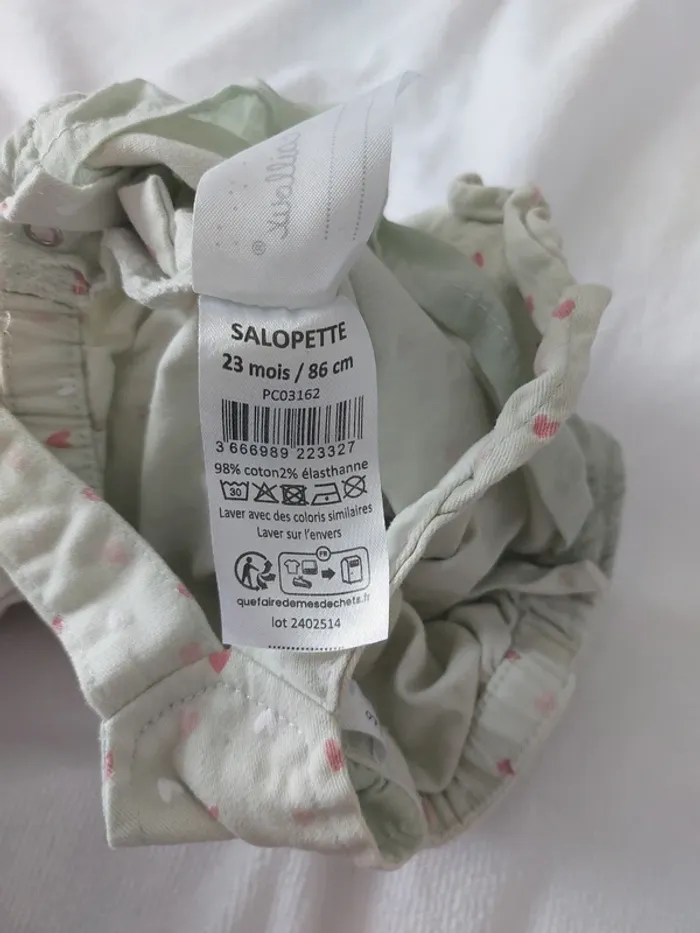 SALOPETTE
23 mois / 86 cm
PC03162
3 666989 223327
98% coton2% élasthanne
30
Laver avec des coloris similaires
Laver sur l'envers
FR
quefairedemesdechets.fr
lot 2402514